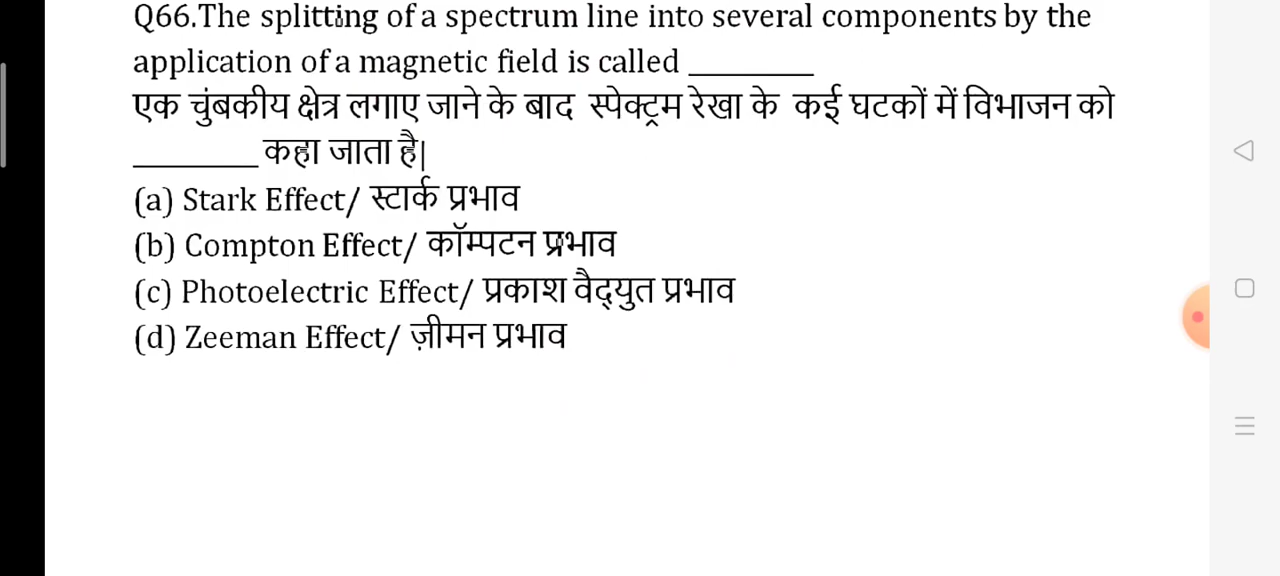 Q66.The splitting of a spectrum line into several components by the
application of a magnetic field is called ________
एक चुंबकीय क्षेत्र लगाए जाने के बाद स्पेक्ट्रम रेखा के कई घटकों में विभाजन को
________ कहा जाता है|
(a) Stark Effect/ स्टार्क प्रभाव
(b) Compton Effect/ कॉम्पटन प्रभाव
(c) Photoelectric Effect/ प्रकाश वैद्युत प्रभाव
(d) Zeeman Effect/ ज़ीमन प्रभाव